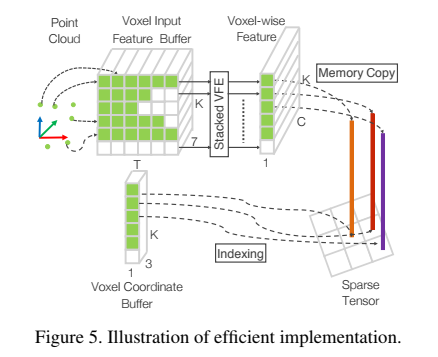 Point Cloud
Voxel Input Feature Buffer
Voxel-wise Feature
K
Memory Copy
K
Stacked VFE
C
7
T
1
K
Indexing
3
1
Voxel Coordinate Buffer
Sparse Tensor
Figure 5. Illustration of efficient implementation.